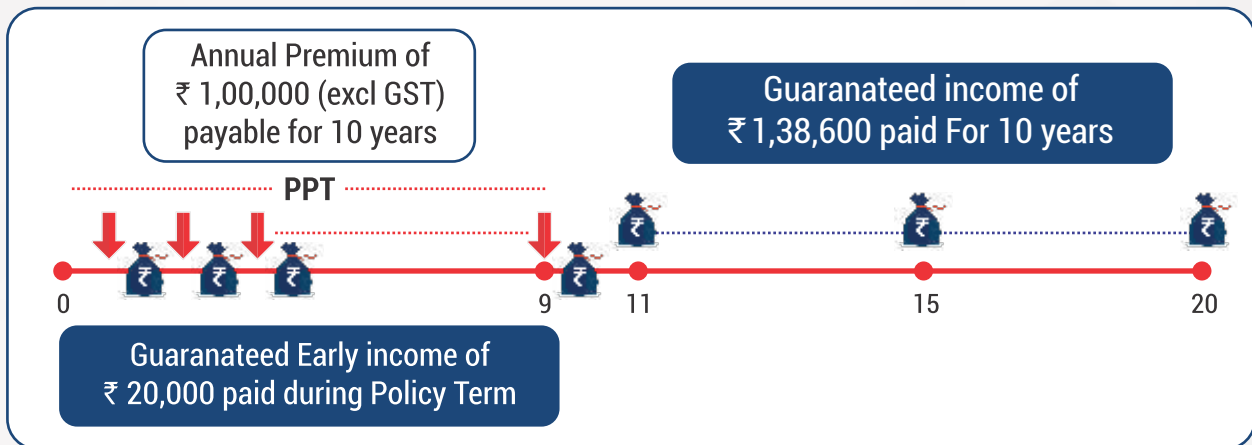 Annual Premium of
₹ 1,00,000 (excl GST)
payable for 10 years
Guaranateed income of
₹ 1,38,600 paid For 10 years
PPT
₹
₹
₹
₹
₹
₹
₹
0
9
11
15
20
Guaranateed Early income of
₹ 20,000 paid during Policy Term